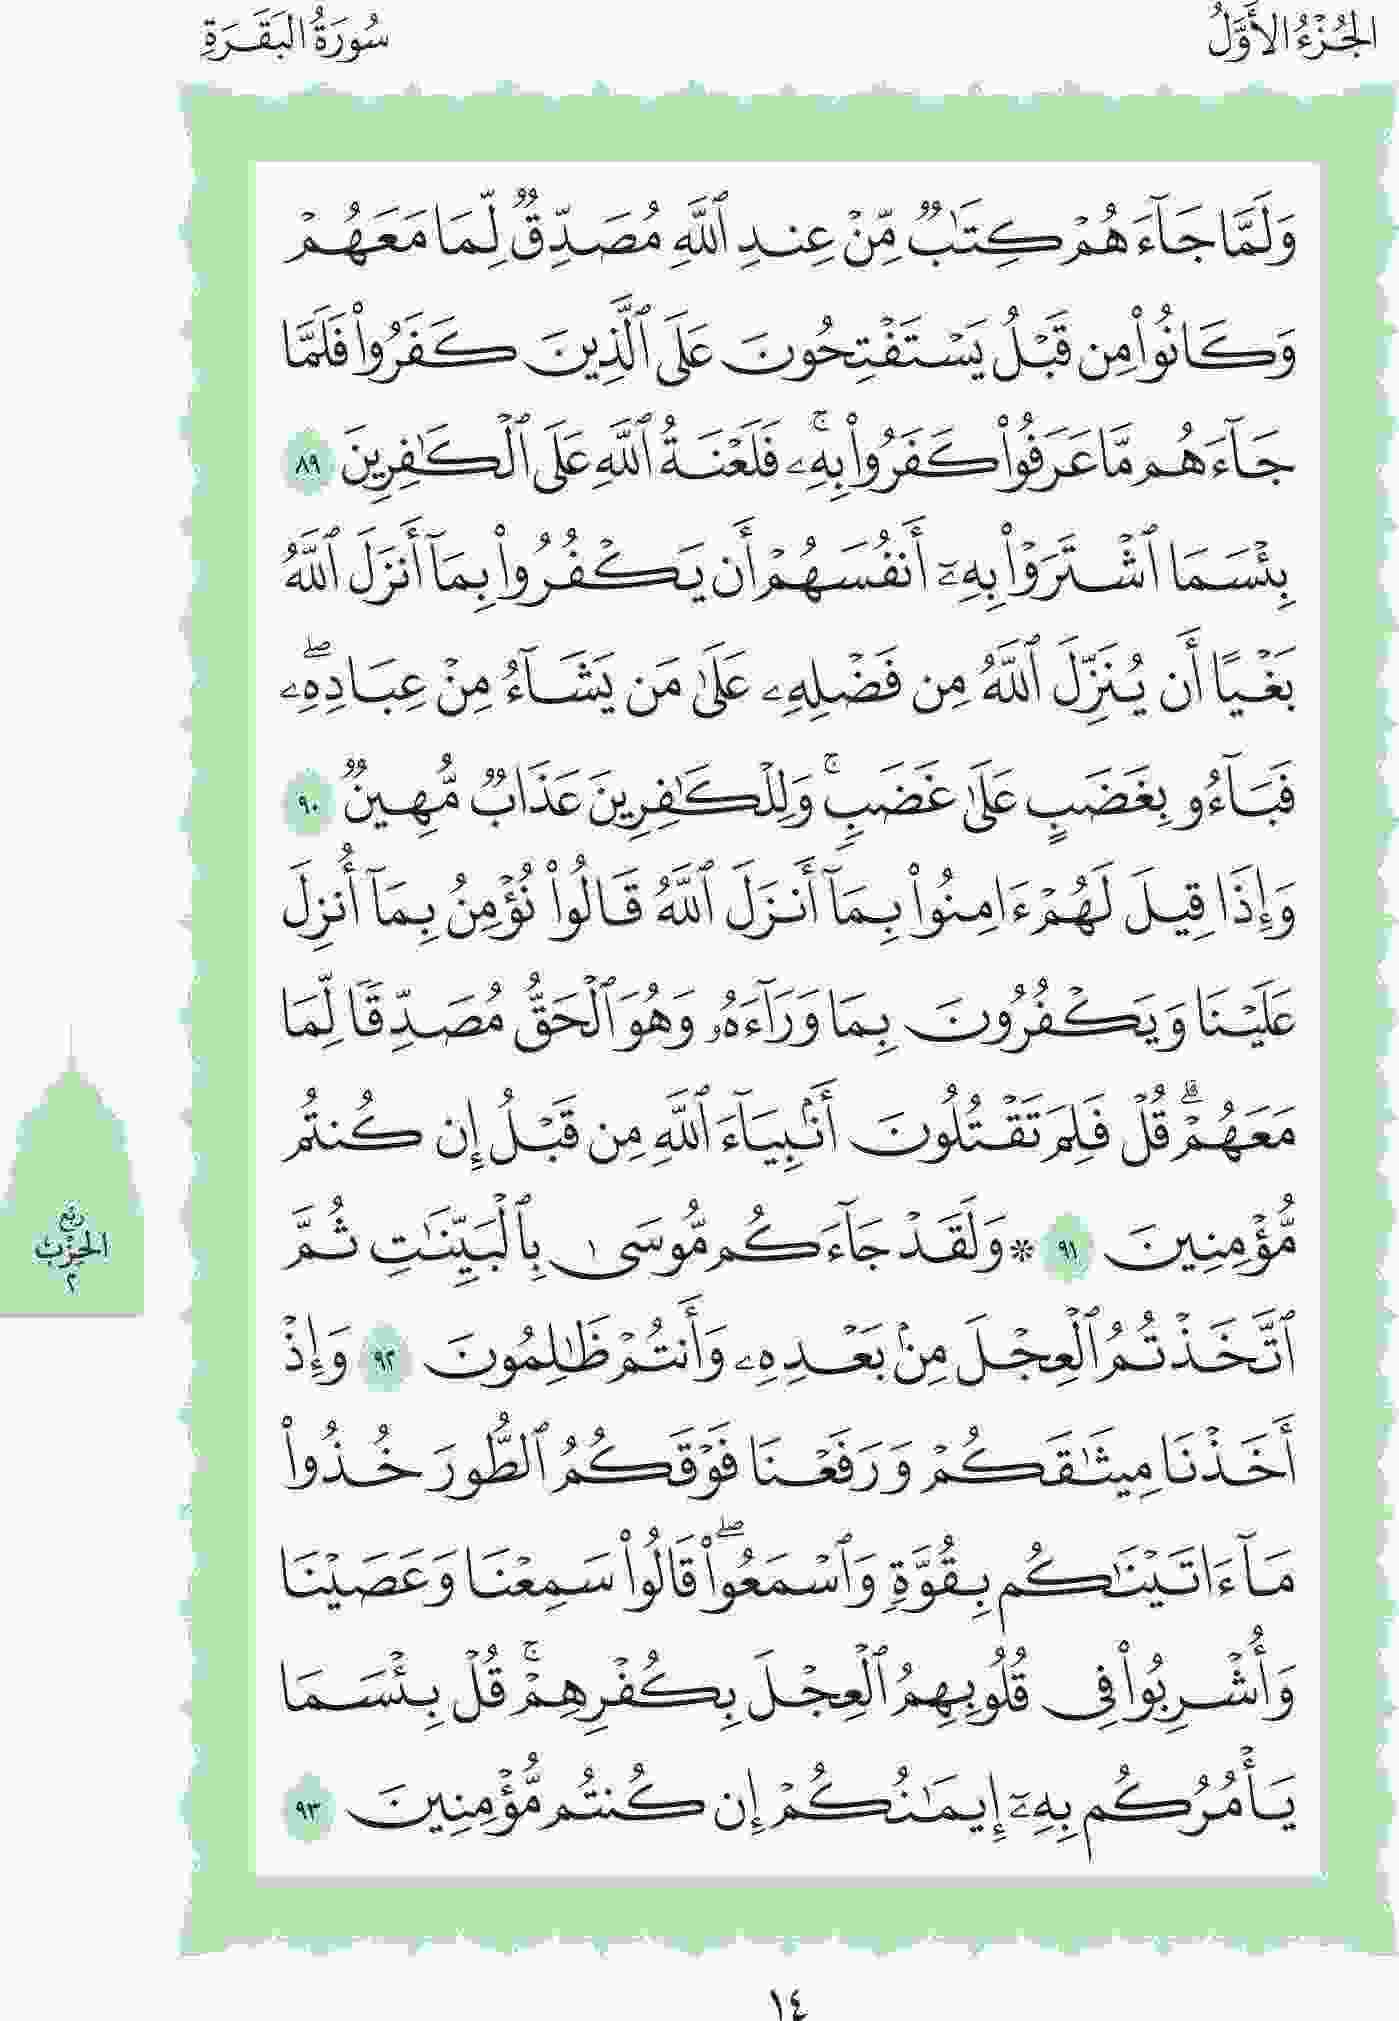 الجُزْءُ الأَوَّلُ
سُورَةُ البَقَرَةِ
وَلَمَّا جَآءَهُمۡ كِتَٰبٞ مِّنۡ عِندِ ٱللَّهِ مُصَدِّقٞ لِّمَا مَعَهُمۡ
وَكَانُواْ مِن قَبۡلُ يَسۡتَفۡتِحُونَ عَلَى ٱلَّذِينَ كَفَرُواْ فَلَمَّا
جَآءَهُم مَّا عَرَفُواْ كَفَرُواْ بِهِۦۚ فَلَعۡنَةُ ٱللَّهِ عَلَى ٱلۡكَٰفِرِينَ ٨٩
بِئۡسَمَا ٱشۡتَرَوۡاْ بِهِۦٓ أَنفُسَهُمۡ أَن يَكۡفُرُواْ بِمَآ أَنزَلَ ٱللَّهُ
بَغۡيًا أَن يُنَزِّلَ ٱللَّهُ مِن فَضۡلِهِۦ عَلَىٰ مَن يَشَآءُ مِنۡ عِبَادِهِۦۖ
فَبَآءُو بِغَضَبٍ عَلَىٰ غَضَبٖۚ وَلِلۡكَٰفِرِينَ عَذَابٞ مُّهِينٞ ٩٠
وَإِذَا قِيلَ لَهُمۡ ءَامِنُواْ بِمَآ أَنزَلَ ٱللَّهُ قَالُواْ نُؤۡمِنُ بِمَآ أُنزِلَ
عَلَيۡنَا وَيَكۡفُرُونَ بِمَا وَرَآءَهُۥ وَهُوَ ٱلۡحَقُّ مُصَدِّقٗا لِّمَا
مَعَهُمۡۗ قُلۡ فَلِمَ تَقۡتُلُونَ أَنۢبِيَآءَ ٱللَّهِ مِن قَبۡلُ إِن كُنتُم
مُّؤۡمِنِينَ ٩١ ۞ وَلَقَدۡ جَآءَكُم مُّوسَىٰ بِٱلۡبَيِّنَٰتِ ثُمَّ
ٱتَّخَذۡتُمُ ٱلۡعِجۡلَ مِنۢ بَعۡدِهِۦ وَأَنتُمۡ ظَٰلِمُونَ ٩٢ وَإِذۡ
أَخَذۡنَا مِيثَٰقَكُمۡ وَرَفَعۡنَا فَوۡقَكُمُ ٱلطُّورَ خُذُواْ
مَآ ءَاتَيۡنَٰكُم بِقُوَّةٖ وَٱسۡمَعُواْۖ قَالُواْ سَمِعۡنَا وَعَصَيۡنَا
وَأُشۡرِبُواْ فِي قُلُوبِهِمُ ٱلۡعِجۡلَ بِكُفۡرِهِمۡۚ قُلۡ بِئۡسَمَا
يَأۡمُرُكُم بِهِۦٓ إِيمَٰنُكُمۡ إِن كُنتُم مُّؤۡمِنِينَ ٩٣
رُبْعُ
الحِزْبِ
٢
١٤